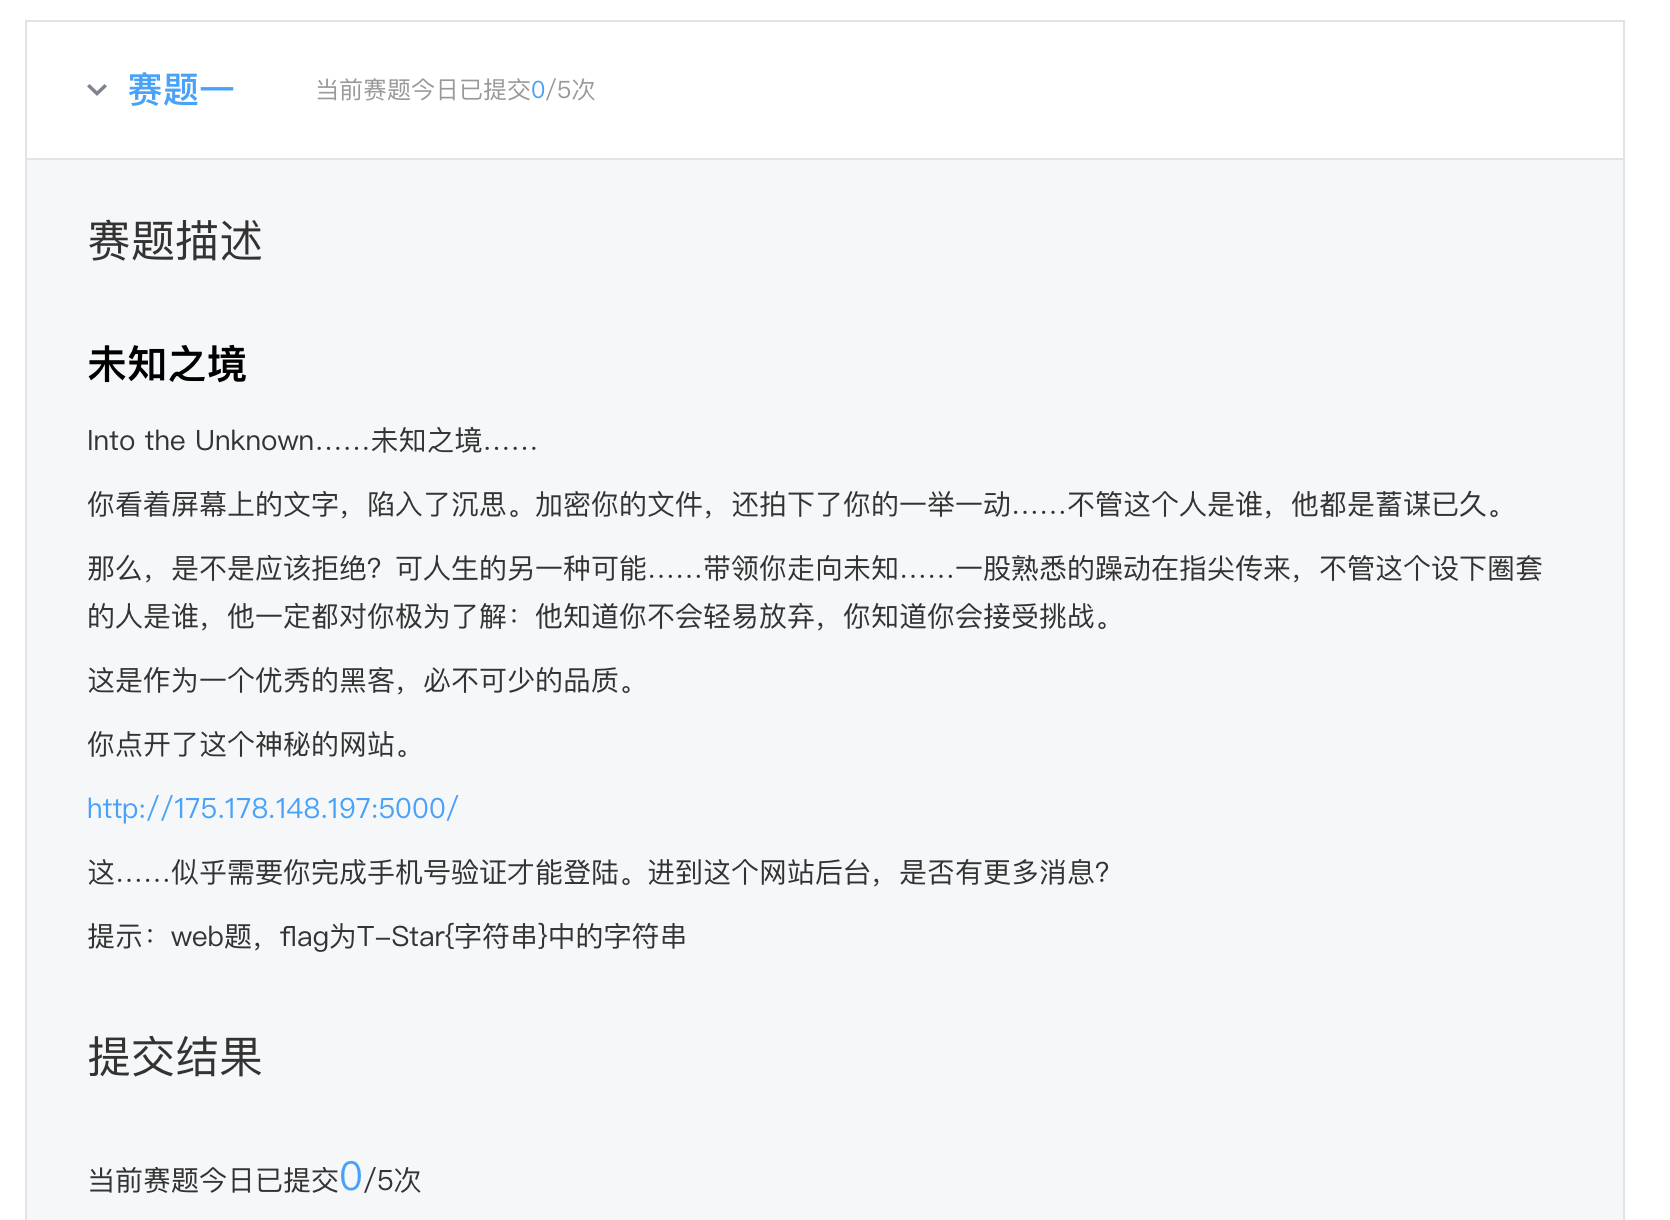 赛题一
当前赛题今日已提交0/5次
赛题描述
未知之境
Into the Unknown……未知之境……
你看着屏幕上的文字，陷入了沉思。加密你的文件，还拍下了你的一举一动……不管这个人是谁，他都是蓄谋已久。
那么，是不是应该拒绝？可人生的另一种可能……带领你走向未知……一股熟悉的躁动在指尖传来，不管这个设下圈套
的人是谁，他一定都对你极为了解：他知道你不会轻易放弃，你知道你会接受挑战。
这是作为一个优秀的黑客，必不可少的品质。
你点开了这个神秘的网站。
http://175.178.148.197:5000/
这……似乎需要你完成手机号验证才能登陆。进到这个网站后台，是否有更多消息？
提示：web题，flag为T-Star{字符串}中的字符串
提交结果
当前赛题今日已提交0/5次